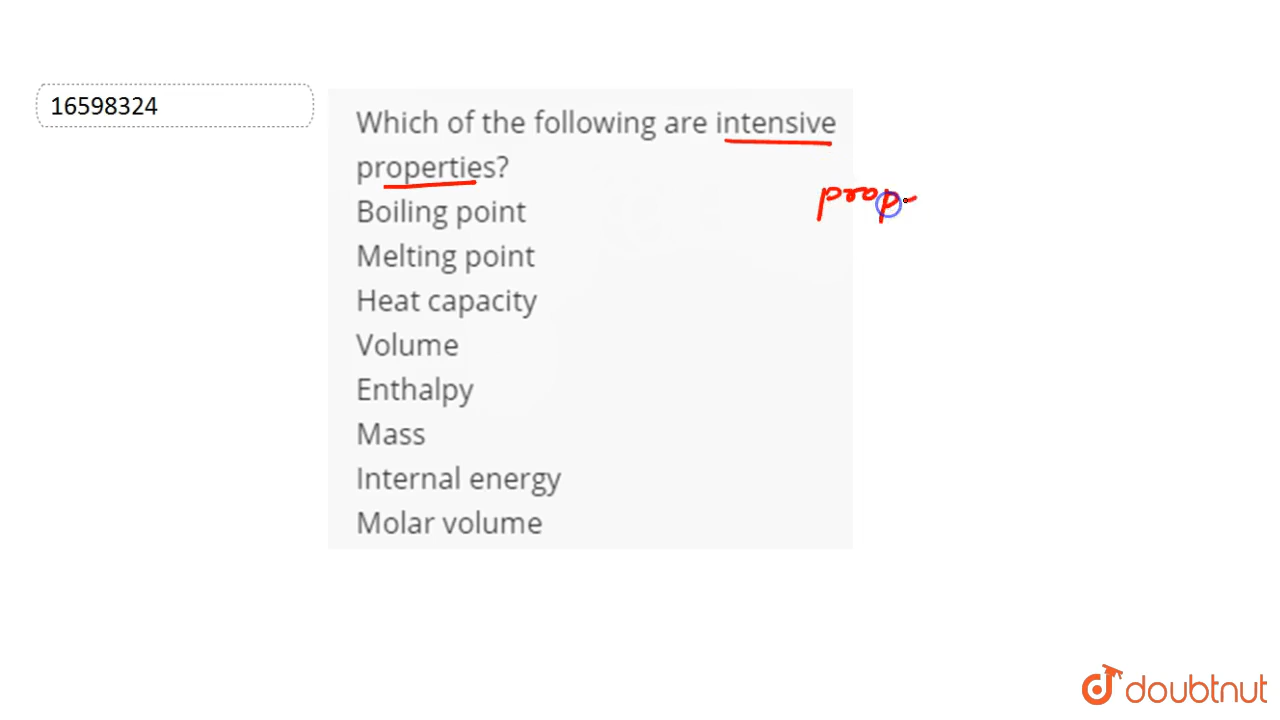 16598324
Which of the following are intensive
properties?
prop
Boiling point
Melting point
Heat capacity
Volume
Enthalpy
Mass
Internal energy
Molar volume
doubtnut